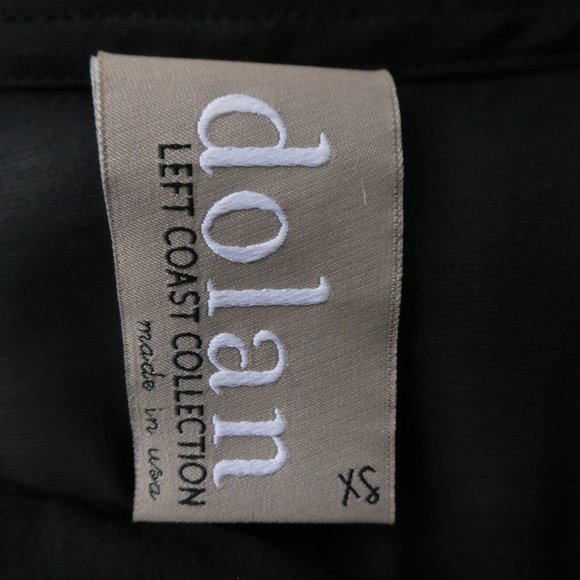 dolan
LEFT COAST COLLECTION
made in usa
XS